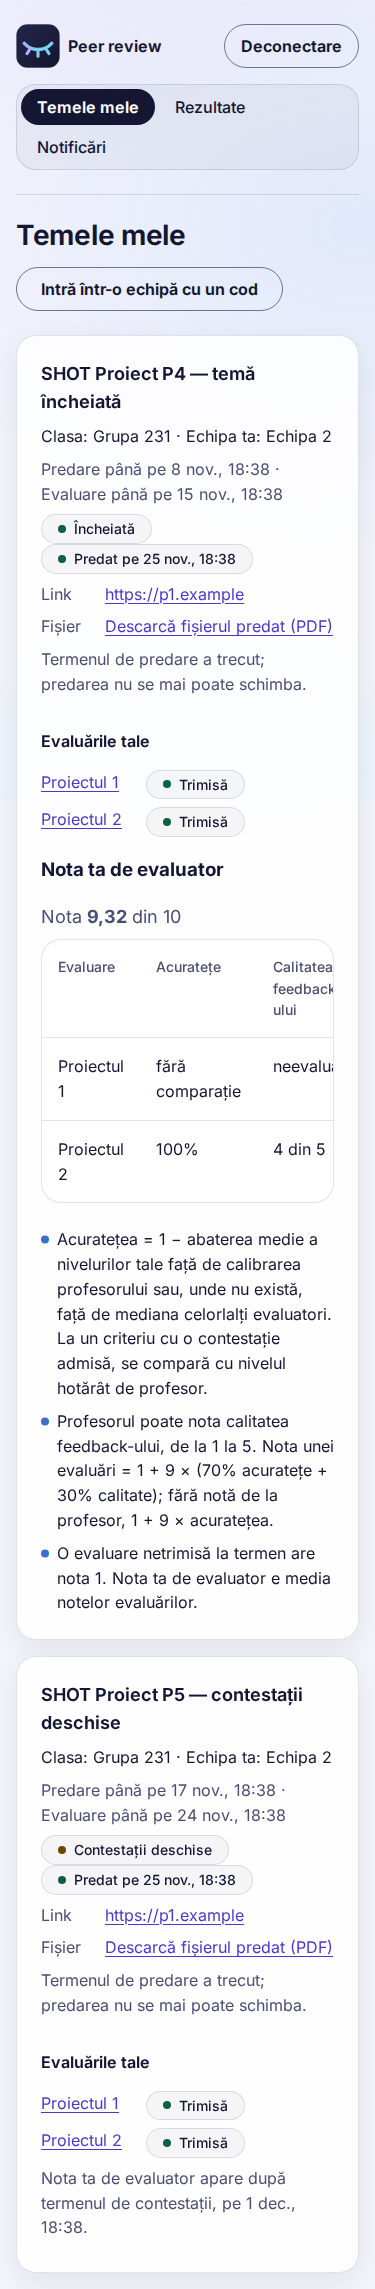 Peer review
Deconectare
Temele mele
Rezultate
Notificări
Temele mele
Intră într-o echipă cu un cod
SHOT Proiect P4 — temă
încheiată
Clasa: Grupa 231 · Echipa ta: Echipa 2
Predare până pe 8 nov., 18:38 ·
Evaluare până pe 15 nov., 18:38
Încheiată
Predat pe 25 nov., 18:38
Link https://p1.example
Fișier Descarcă fișierul predat (PDF)
Termenul de predare a trecut;
predarea nu se mai poate schimba.
Evaluările tale
Proiectul 1 Trimisă
Proiectul 2 Trimisă
Nota ta de evaluator
Nota 9,32 din 10
Evaluare Acuratețe Calitatea
feedback-
ului
Proiectul fără neevalua
1 comparație
Proiectul 100% 4 din 5
2
Acuratețea = 1 − abaterea medie a
nivelurilor tale față de calibrarea
profesorului sau, unde nu există,
față de mediana celorlalți evaluatori.
La un criteriu cu o contestație
admisă, se compară cu nivelul
hotărât de profesor.
Profesorul poate nota calitatea
feedback-ului, de la 1 la 5. Nota unei
evaluări = 1 + 9 × (70% acuratețe +
30% calitate); fără notă de la
profesor, 1 + 9 × acuratețea.
O evaluare netrimisă la termen are
nota 1. Nota ta de evaluator e media
notelor evaluărilor.
SHOT Proiect P5 — contestații
deschise
Clasa: Grupa 231 · Echipa ta: Echipa 2
Predare până pe 17 nov., 18:38 ·
Evaluare până pe 24 nov., 18:38
Contestații deschise
Predat pe 25 nov., 18:38
Link https://p1.example
Fișier Descarcă fișierul predat (PDF)
Termenul de predare a trecut;
predarea nu se mai poate schimba.
Evaluările tale
Proiectul 1 Trimisă
Proiectul 2 Trimisă
Nota ta de evaluator apare după
termenul de contestații, pe 1 dec.,
18:38.